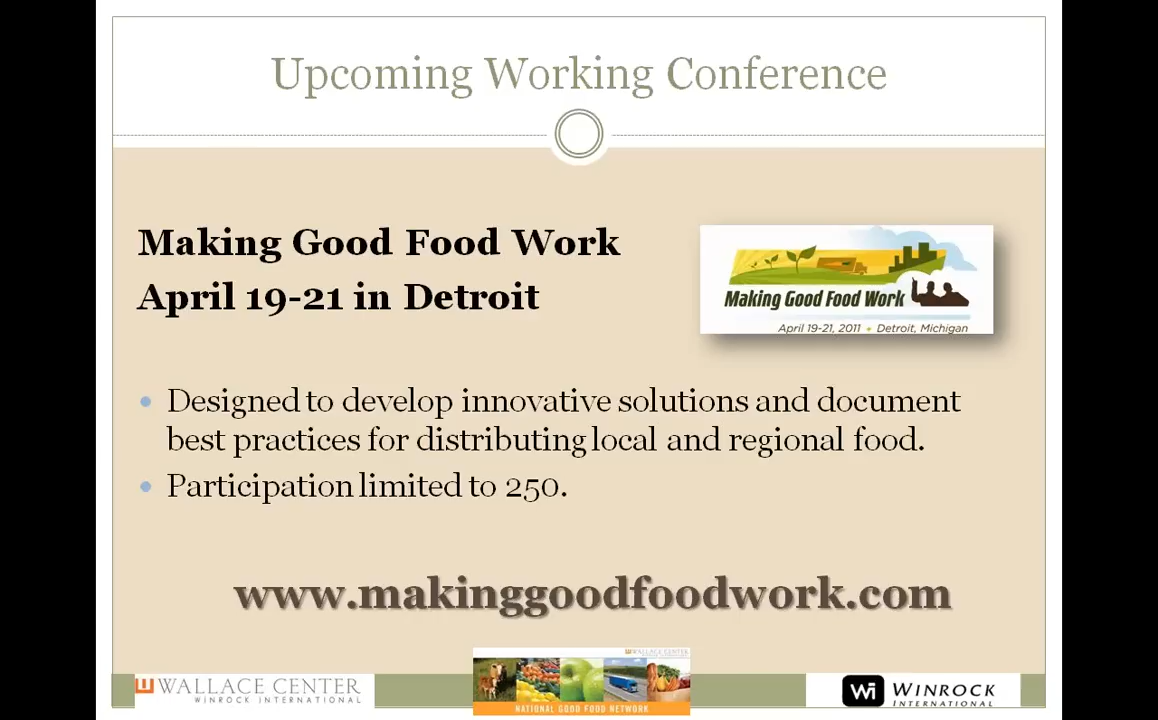 Upcoming Working Conference
Making Good Food Work
April 19-21 in Detroit
Making Good Food Work
April 19-21, 2011 • Detroit, Michigan
• Designed to develop innovative solutions and document
best practices for distributing local and regional food.
• Participation limited to 250.
www.makinggoodfoodwork.com
WALLACE CENTER
WINROCK INTERNATIONAL
WALLACE CENTER
NATIONAL GOOD FOOD NETWORK
Wi WINROCK
INTERNATIONAL